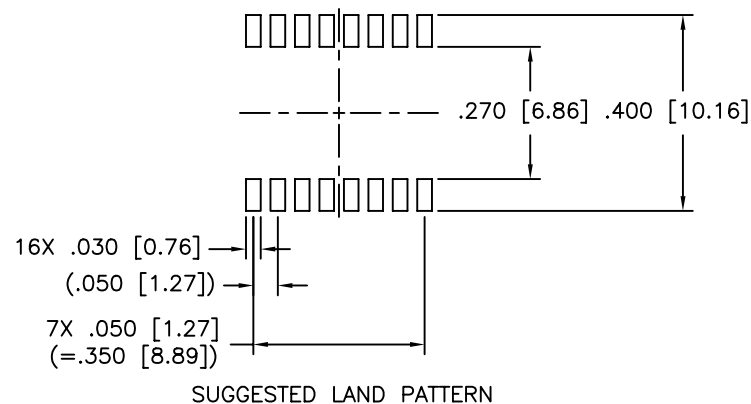 .270 [6.86] .400 [10.16]
16X .030 [0.76]
(.050 [1.27])
7X .050 [1.27]
(=.350 [8.89])
SUGGESTED LAND PATTERN